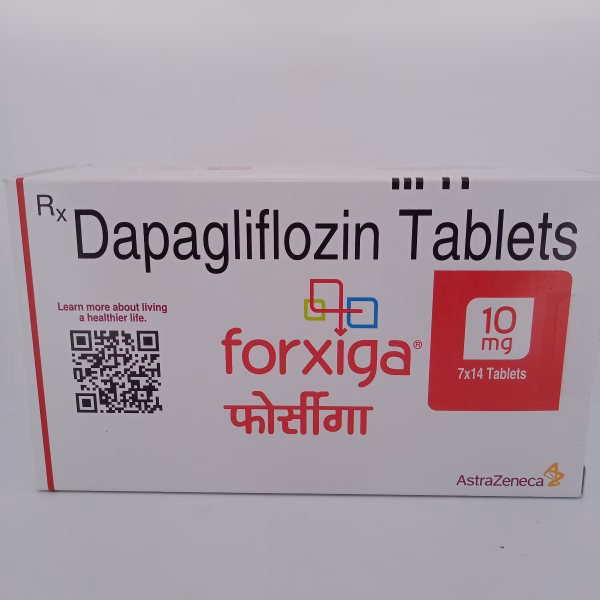 Rx
Dapagliflozin Tablets
Learn more about living
a healthier life.
forxiga®
फोर्सीगा
10
mg
7x14 Tablets
AstraZeneca